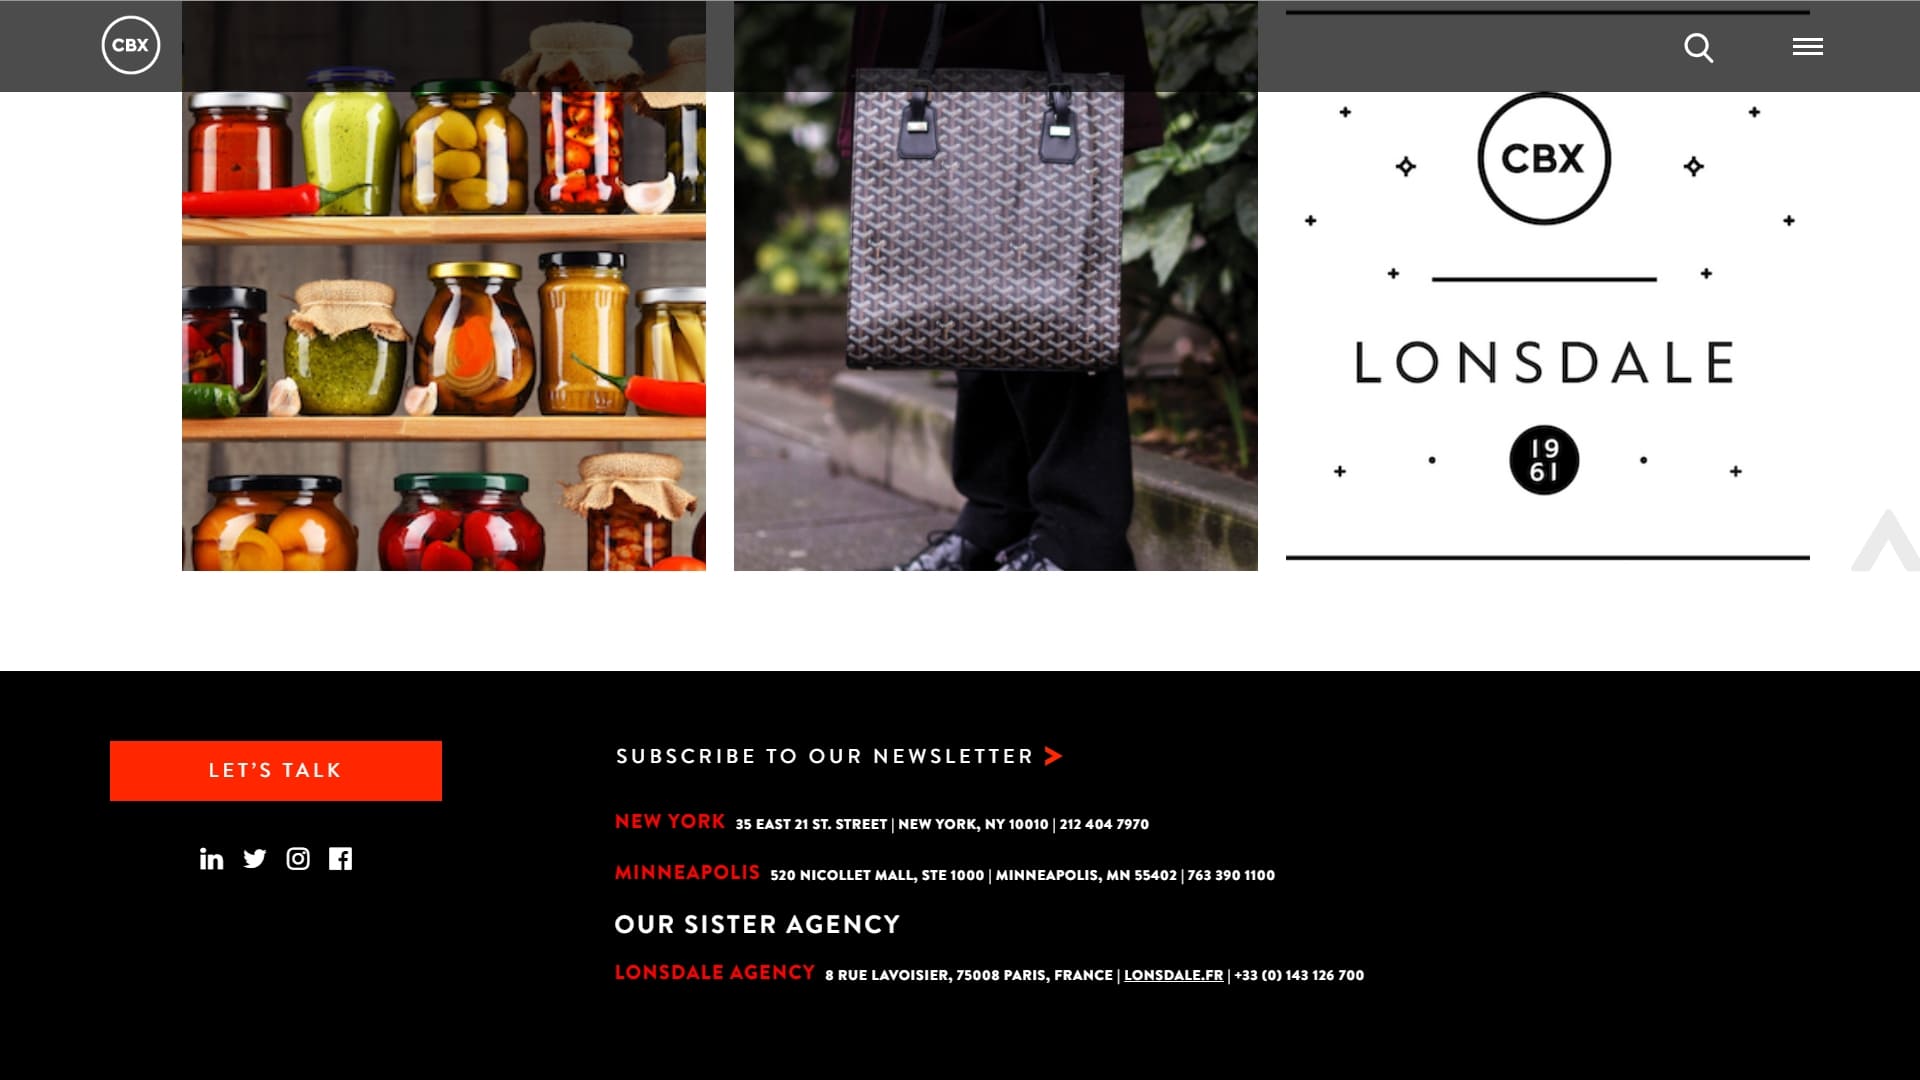 CBX
CBX
LONSDALE
19
61
LET’S TALK
SUBSCRIBE TO OUR NEWSLETTER >
NEW YORK 35 EAST 21 ST. STREET | NEW YORK, NY 10010 | 212 404 7970
MINNEAPOLIS 520 NICOLLET MALL, STE 1000 | MINNEAPOLIS, MN 55402 | 763 390 1100
OUR SISTER AGENCY
LONSDALE AGENCY 8 RUE LAVOISIER, 75008 PARIS, FRANCE | LONSDALE.FR | +33 (0) 143 126 700